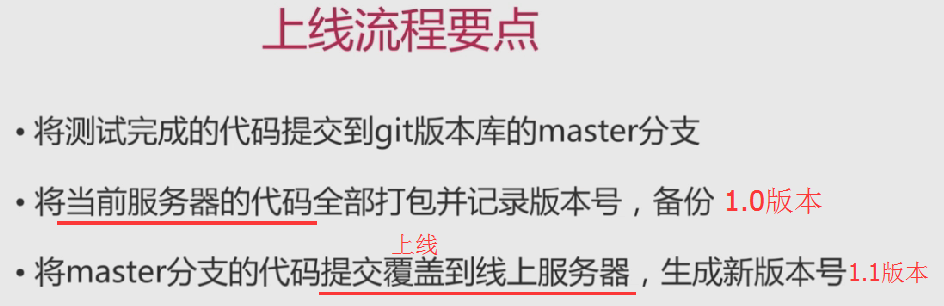 上线流程要点
• 将测试完成的代码提交到git版本库的master分支
• 将当前服务器的代码全部打包并记录版本号，备份 1.0版本
上线
• 将master分支的代码提交覆盖到线上服务器，生成新版本号1.1版本